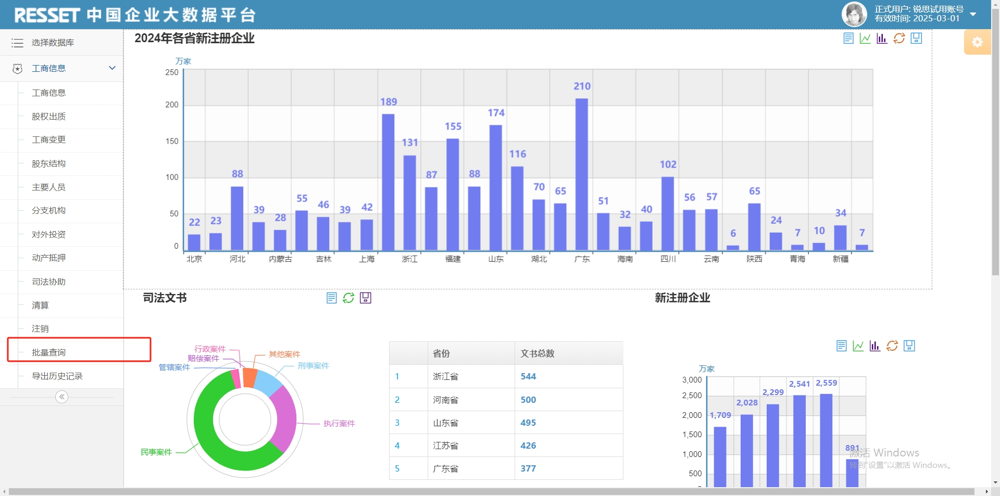 RESSET 中国企业大数据平台
正式用户: 锐思试用账号
有效时间: 2025-03-01
选择数据库
工商信息
工商信息
股权出质
工商变更
股东结构
主要人员
分支机构
对外投资
动产抵押
司法协助
清算
注销
批量查询
导出历史记录
2024年各省新注册企业
万家
250
200
150
100
50
0
22
23
88
39
28
55
46
39
42
189
131
87
155
88
174
116
70
65
210
51
32
40
102
56
57
6
65
24
7
10
34
7
北京
河北
内蒙古
吉林
上海
浙江
福建
山东
湖北
广东
海南
四川
云南
陕西
青海
新疆
司法文书
行政案件
赔偿案件
管辖案件
其他案件
刑事案件
执行案件
民事案件
省份 文书总数
1 浙江省 544
2 河南省 500
3 山东省 495
4 江苏省 426
5 广东省 377
新注册企业
万家
3,000
2,500
2,000
1,500
1,000
500
1,709
2,028
2,299
2,541
2,559
891
激活 Windows
转到"设置"以激活 Windows。